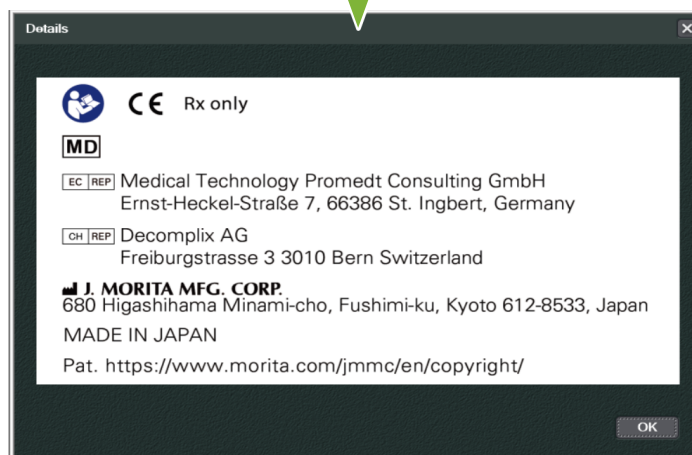 Details
CE Rx only
MD
EC REP Medical Technology Promedt Consulting GmbH
Ernst-Heckel-Straße 7, 66386 St. Ingbert, Germany
CH REP Decomplix AG
Freiburgstrasse 3 3010 Bern Switzerland
J. MORITA MFG. CORP.
680 Higashihama Minami-cho, Fushimi-ku, Kyoto 612-8533, Japan
MADE IN JAPAN
Pat. https://www.morita.com/jmmc/en/copyright/
OK